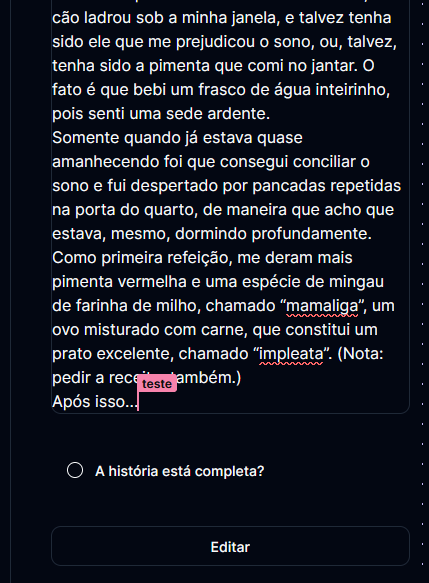 cão ladrou sob a minha janela, e talvez tenha
sido ele que me prejudicou o sono, ou, talvez,
tenha sido a pimenta que comi no jantar. O
fato é que bebi um frasco de água inteirinho,
pois senti uma sede ardente.
Somente quando já estava quase
amanhecendo foi que consegui conciliar o
sono e fui despertado por pancadas repetidas
na porta do quarto, de maneira que acho que
estava, mesmo, dormindo profundamente.
Como primeira refeição, me deram mais
pimenta vermelha e uma espécie de mingau
de farinha de milho, chamado “mamaliga”, um
ovo misturado com carne, que constitui um
prato excelente, chamado “impleata”. (Nota:
pedir a também.)
teste
Após isso...
A história está completa?
Editar